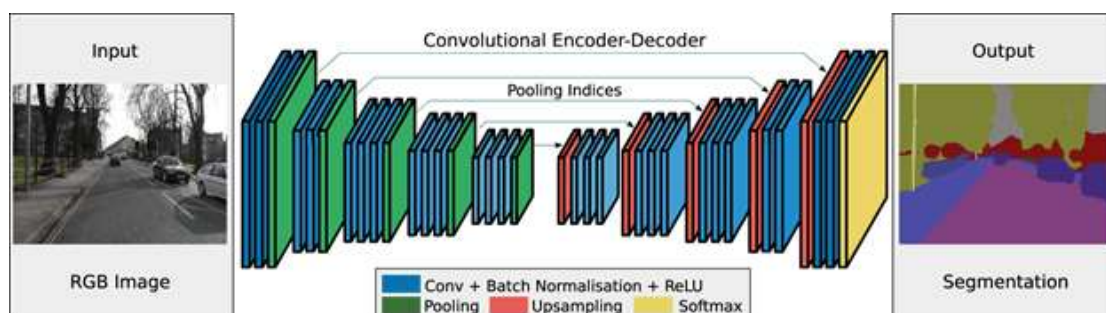 Input
Convolutional Encoder-Decoder
Output
Pooling Indices
RGB Image
Conv + Batch Normalisation + ReLU
Pooling Upsampling Softmax
Segmentation